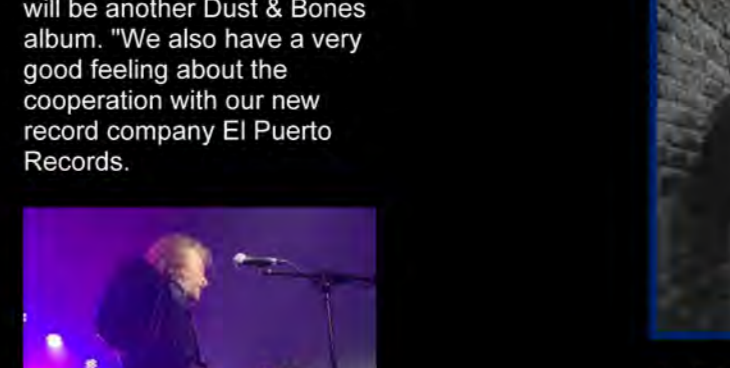 will be another Dust & Bones
album. "We also have a very
good feeling about the
cooperation with our new
record company El Puerto
Records.